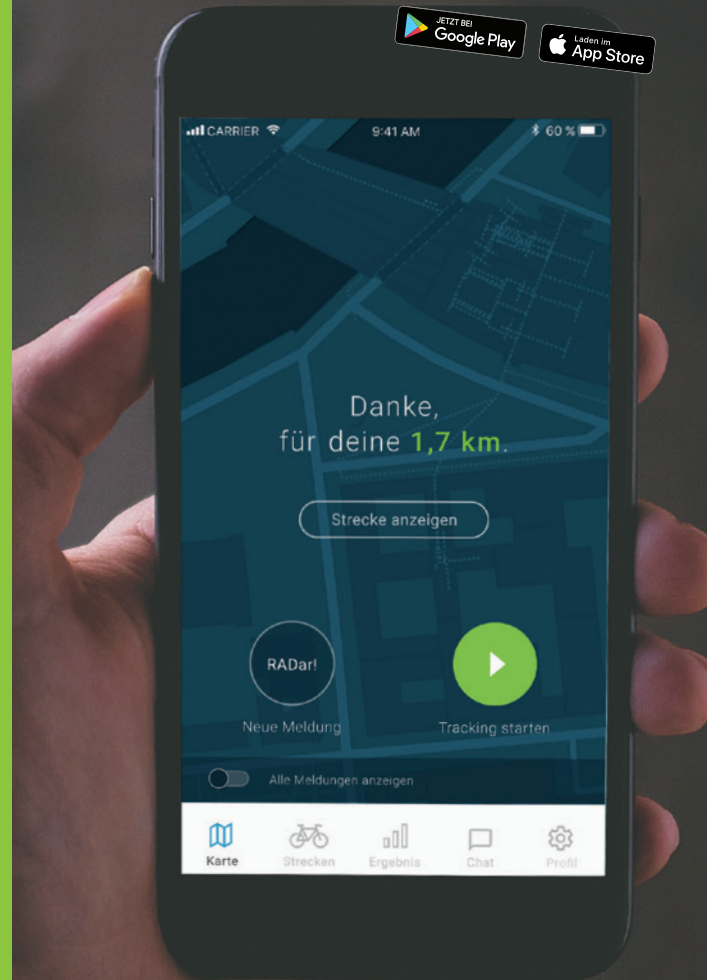 JETZT BEI
Google Play
Laden im
App Store
CARRIER
9:41 AM
60 %
Danke,
für deine 1,7 km.
Strecke anzeigen
RADar!
Neue Meldung
Tracking starten
Alle Meldungen anzeigen
Karte
Strecken
Ergebnis
Chat
Profil